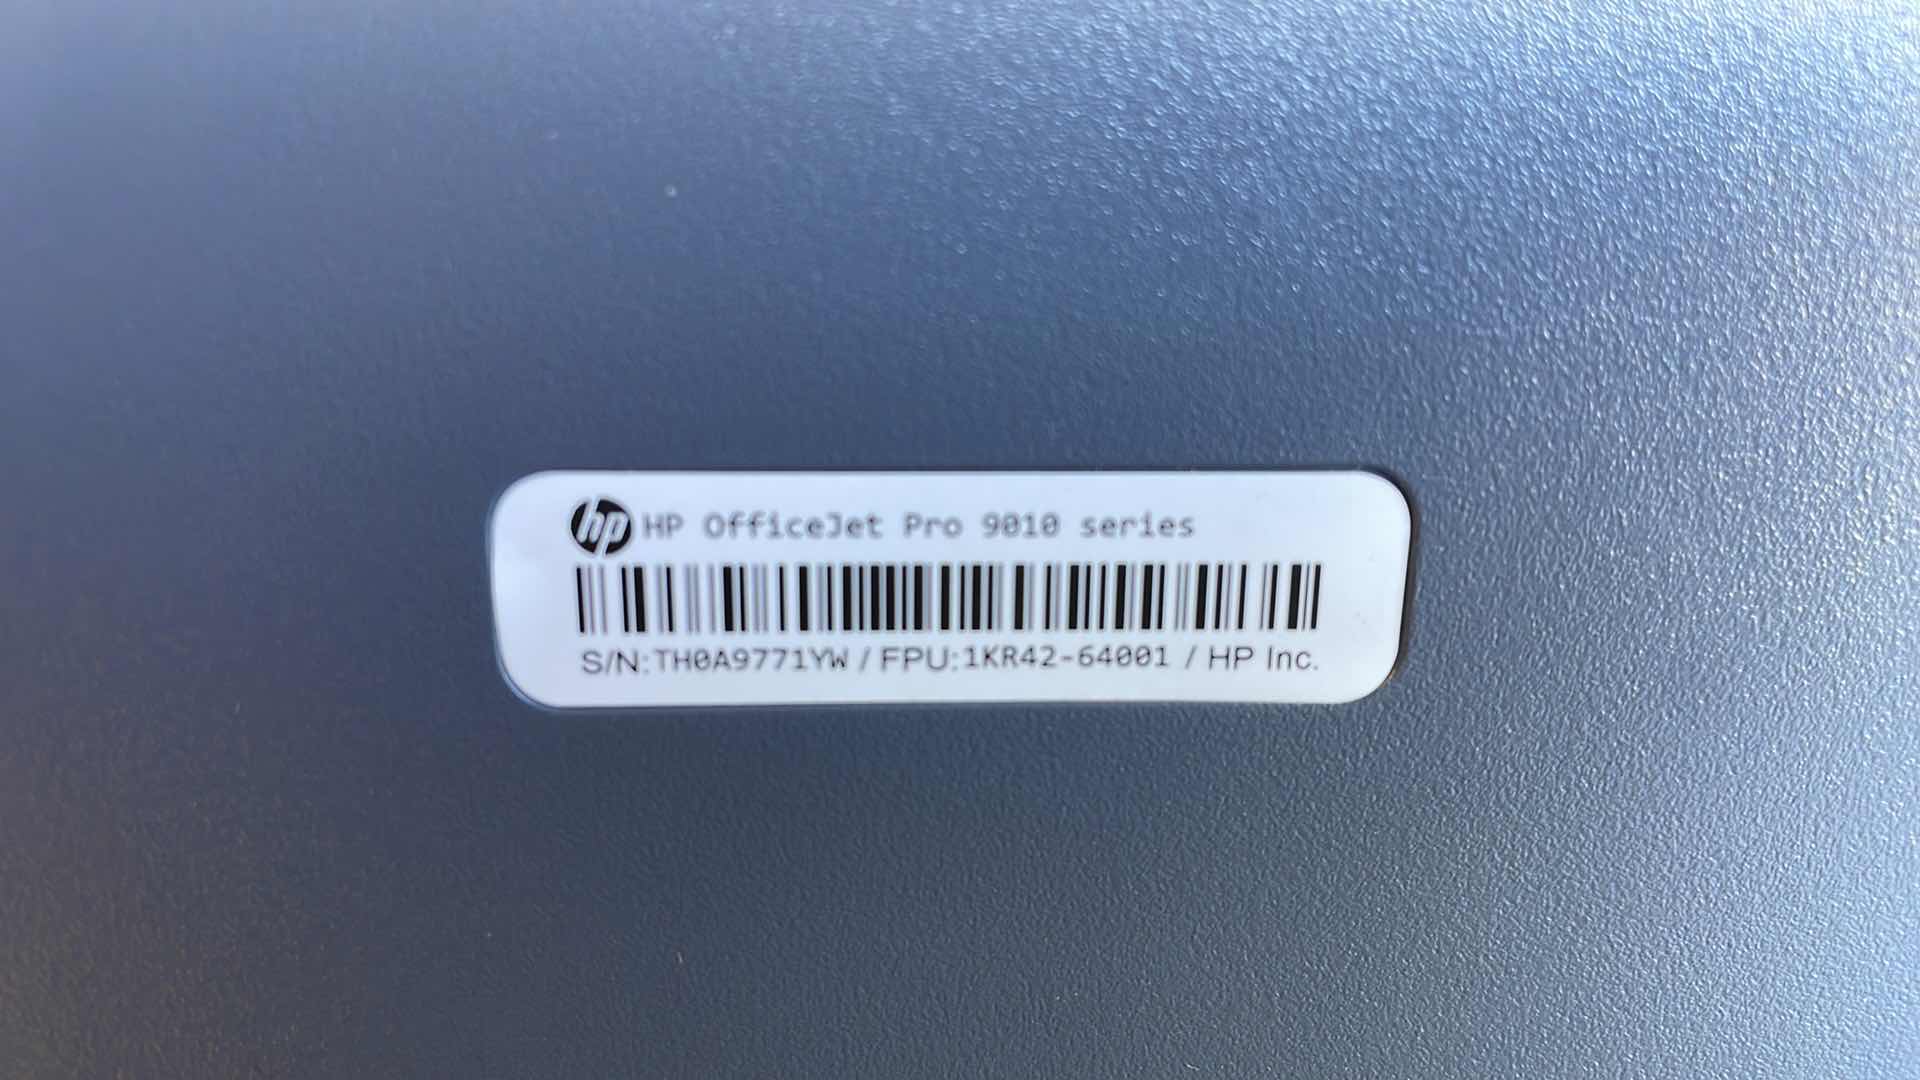 hp HP OfficeJet Pro 9010 series
S/N:TH0A9771YW / FPU:1KR42-64001 / HP Inc.